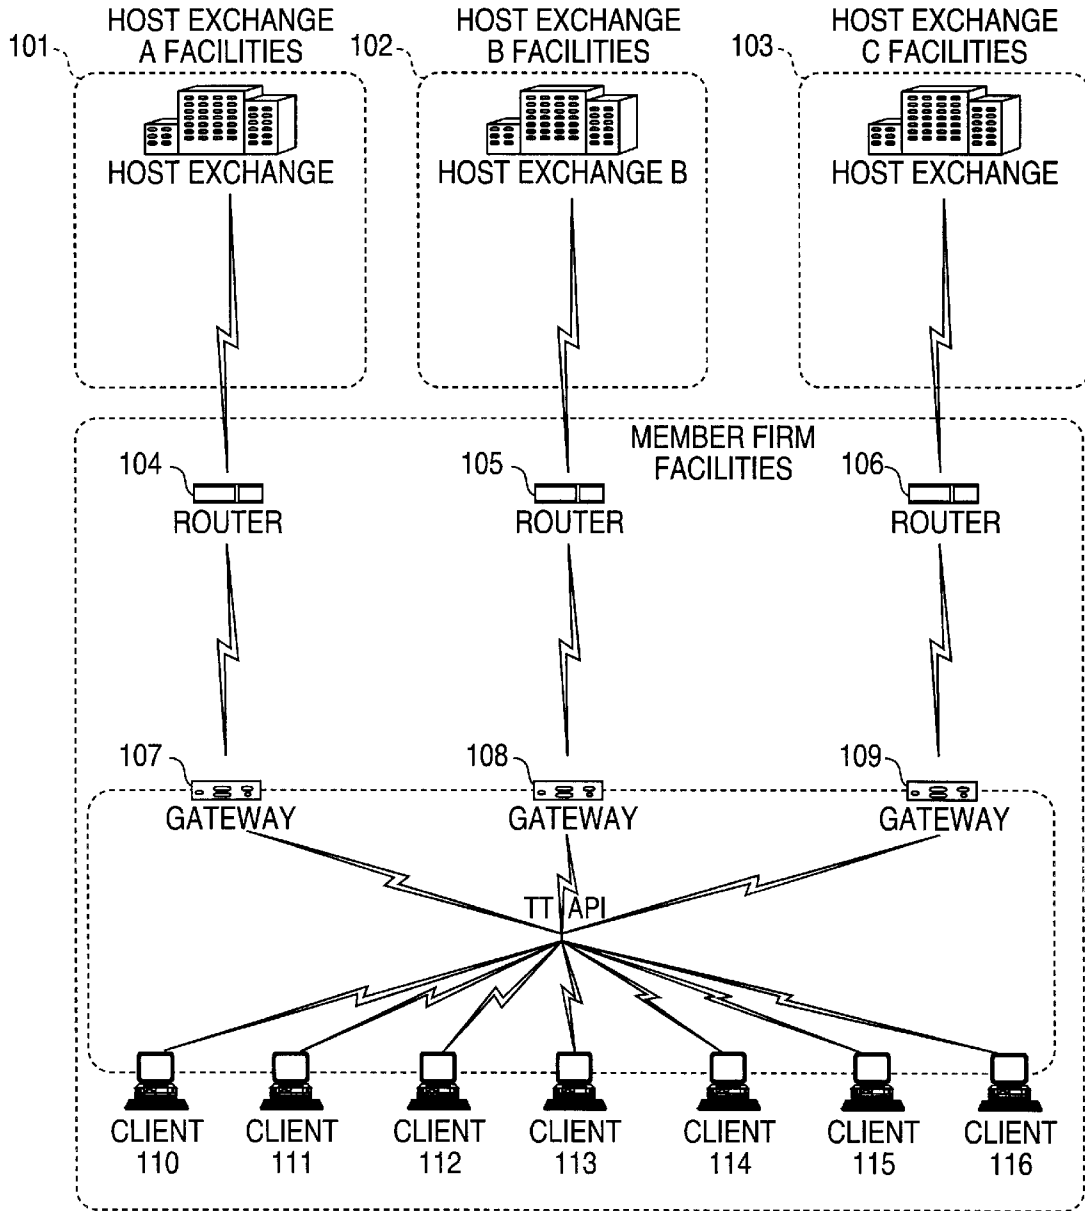 HOST EXCHANGE
A FACILITIES
HOST EXCHANGE
B FACILITIES
HOST EXCHANGE
C FACILITIES
101
102
103
HOST EXCHANGE
HOST EXCHANGE B
HOST EXCHANGE
MEMBER FIRM
FACILITIES
104
105
106
ROUTER
ROUTER
ROUTER
107
108
109
GATEWAY
GATEWAY
GATEWAY
TT API
CLIENT
110
CLIENT
111
CLIENT
112
CLIENT
113
CLIENT
114
CLIENT
115
CLIENT
116